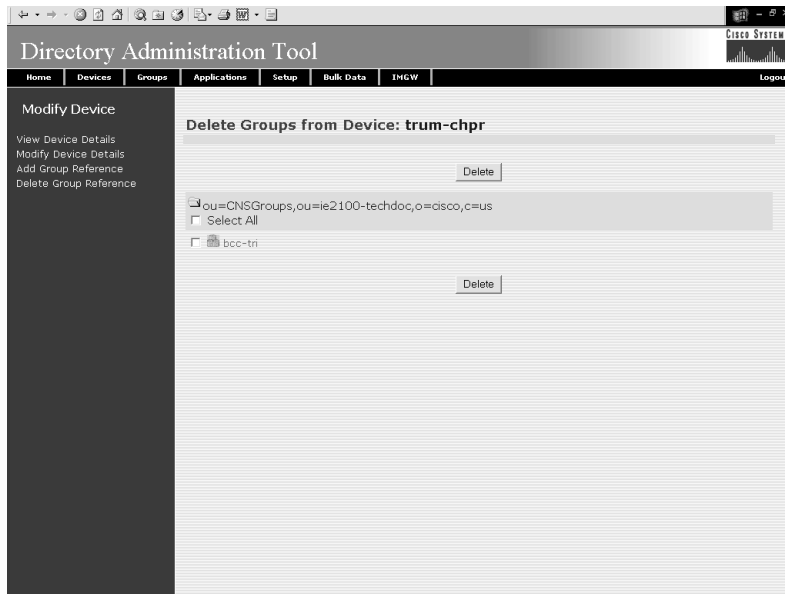 CISCO SYSTEM
Directory Administration Tool
Home Devices Groups Applications Setup Bulk Data IMGW Logou
Modify Device
View Device Details
Modify Device Details
Add Group Reference
Delete Group Reference
Delete Groups from Device: trum-chpr
Delete
ou=CNSGroups,ou=ie2100-techdoc,o=cisco,c=us
Select All
bcc-tri
Delete